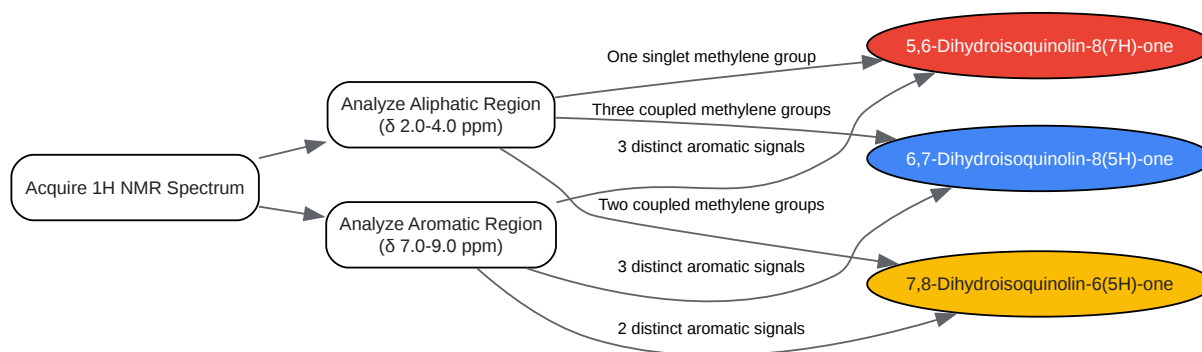 One singlet methylene group
5,6-Dihydroisoquinolin-8(7H)-one
Analyze Aliphatic Region
(δ 2.0-4.0 ppm)
Three coupled methylene groups
3 distinct aromatic signals
6,7-Dihydroisoquinolin-8(5H)-one
Acquire 1H NMR Spectrum
Two coupled methylene groups
Analyze Aromatic Region
(δ 7.0-9.0 ppm)
3 distinct aromatic signals
7,8-Dihydroisoquinolin-6(5H)-one
2 distinct aromatic signals